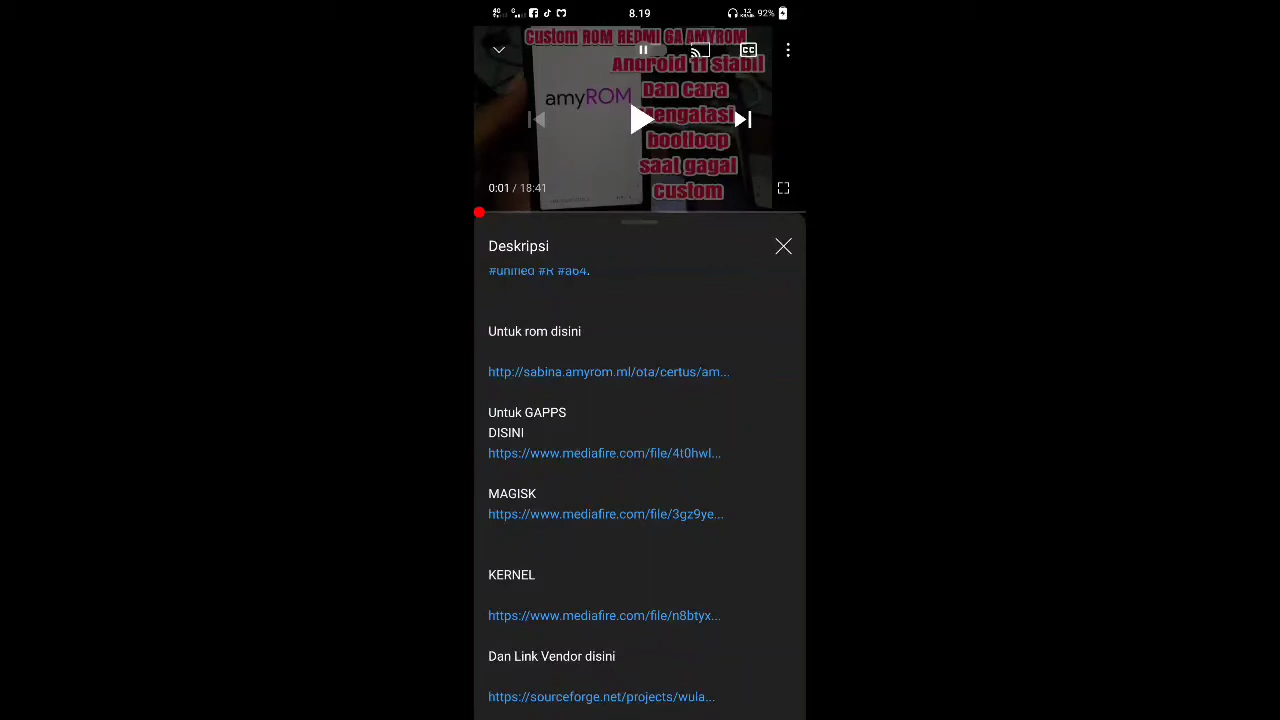 8.19
92%
Custom ROM REDMI 6A AMYROM
Android 11 stabil
Dan Cara
mengatasi
bootloop
saat gagal
custom
amyROM
0:01 / 18:41
Deskripsi
#unified #R #a64.
Untuk rom disini
http://sabina.amyrom.ml/ota/certus/am...
Untuk GAPPS
DISINI
https://www.mediafire.com/file/4t0hwl...
MAGISK
https://www.mediafire.com/file/3gz9ye...
KERNEL
https://www.mediafire.com/file/n8btyx...
Dan Link Vendor disini
https://sourceforge.net/projects/wula...